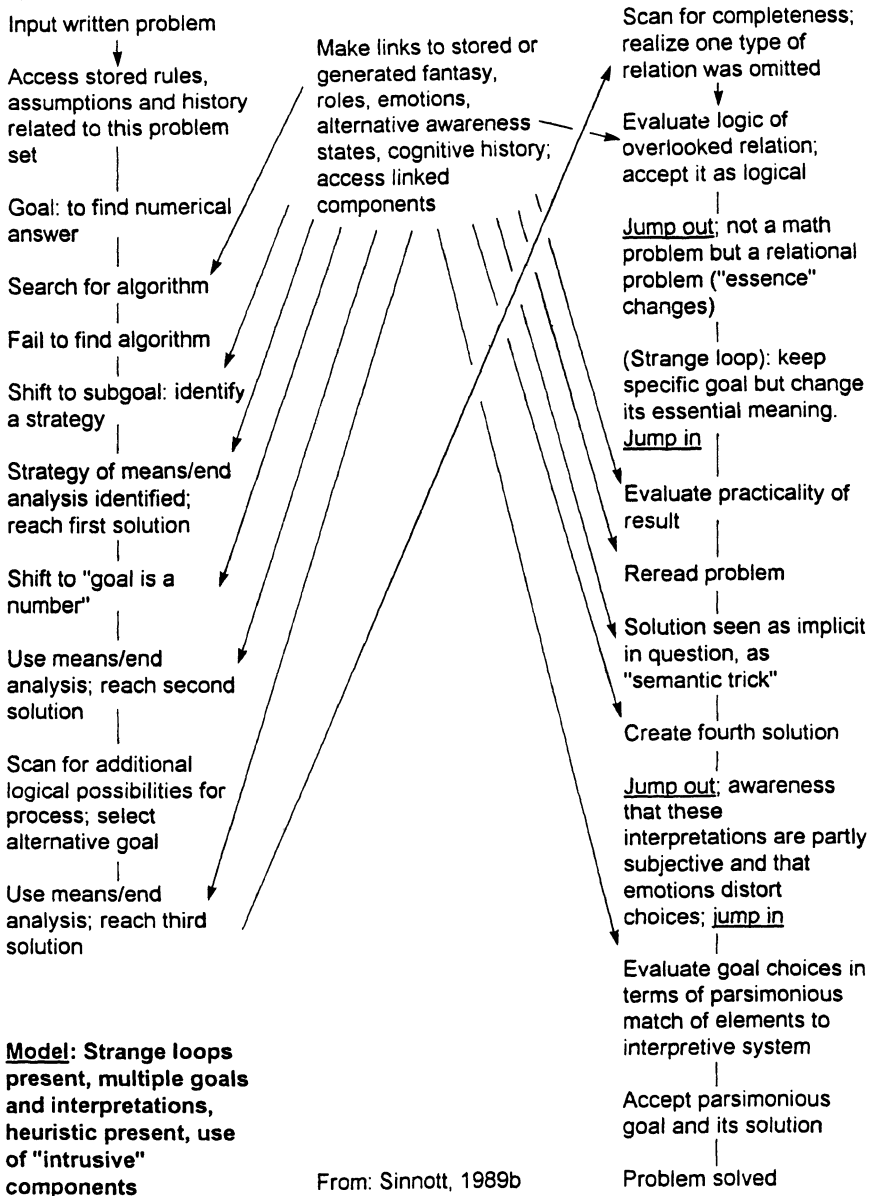 Input written problem
Access stored rules,
assumptions and history
related to this problem
set
Goal: to find numerical
answer
Search for algorithm
Fail to find algorithm
Shift to subgoal: identify
a strategy
Strategy of means/end
analysis identified;
reach first solution
Shift to "goal is a
number"
Use means/end
analysis; reach second
solution
Scan for additional
logical possibilities for
process; select
alternative goal
Use means/end
analysis; reach third
solution
Model: Strange loops
present, multiple goals
and interpretations,
heuristic present, use
of "intrusive"
components
Make links to stored or
generated fantasy,
roles, emotions,
alternative awareness
states, cognitive history;
access linked
components
From: Sinnott, 1989b
Scan for completeness;
realize one type of
relation was omitted
Evaluate logic of
overlooked relation;
accept it as logical
Jump out; not a math
problem but a relational
problem ("essence"
changes)
(Strange loop): keep
specific goal but change
its essential meaning.
Jump in
Evaluate practicality of
result
Reread problem
Solution seen as implicit
in question, as
"semantic trick"
Create fourth solution
Jump out; awareness
that these
interpretations are partly
subjective and that
emotions distort
choices; jump in
Evaluate goal choices in
terms of parsimonious
match of elements to
interpretive system
Accept parsimonious
goal and its solution
Problem solved